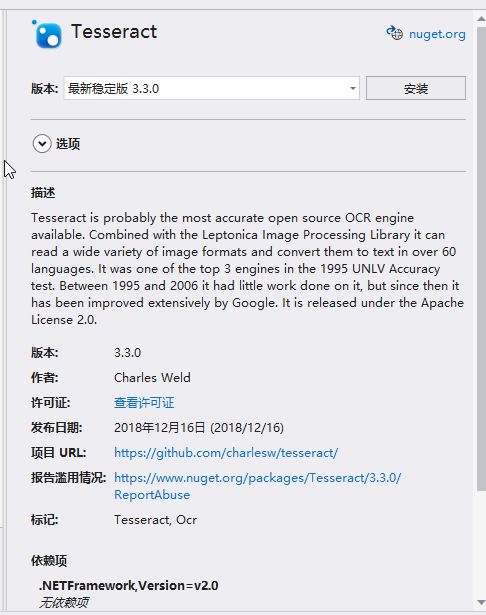 Tesseract
nuget.org
版本: 最新稳定版 3.3.0 安装
选项
描述
Tesseract is probably the most accurate open source OCR engine
available. Combined with the Leptonica Image Processing Library it can
read a wide variety of image formats and convert them to text in over 60
languages. It was one of the top 3 engines in the 1995 UNLV Accuracy
test. Between 1995 and 2006 it had little work done on it, but since then it
has been improved extensively by Google. It is released under the Apache
License 2.0.
版本: 3.3.0
作者: Charles Weld
许可证: 查看许可证
发布日期: 2018年12月16日 (2018/12/16)
项目 URL: https://github.com/charlesw/tesseract/
报告滥用情况: https://www.nuget.org/packages/Tesseract/3.3.0/
ReportAbuse
标记: Tesseract, Ocr
依赖项
.NETFramework,Version=v2.0
无依赖项